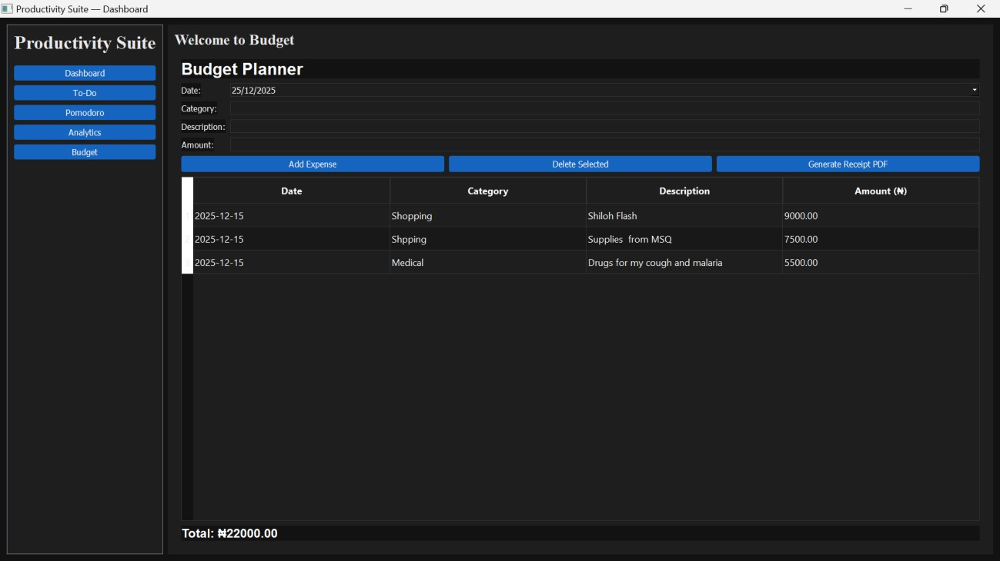 Productivity Suite — Dashboard
Productivity Suite
Dashboard
To-Do
Pomodoro
Analytics
Budget
Welcome to Budget
Budget Planner
Date: 25/12/2025
Category:
Description:
Amount:
Add Expense Delete Selected Generate Receipt PDF
Date Category Description Amount (₦)
1 2025-12-15 Shopping Shiloh Flash 9000.00
2 2025-12-15 Shpping Supplies  from MSQ 7500.00
3 2025-12-15 Medical Drugs for my cough and malaria 5500.00
Total: ₦22000.00